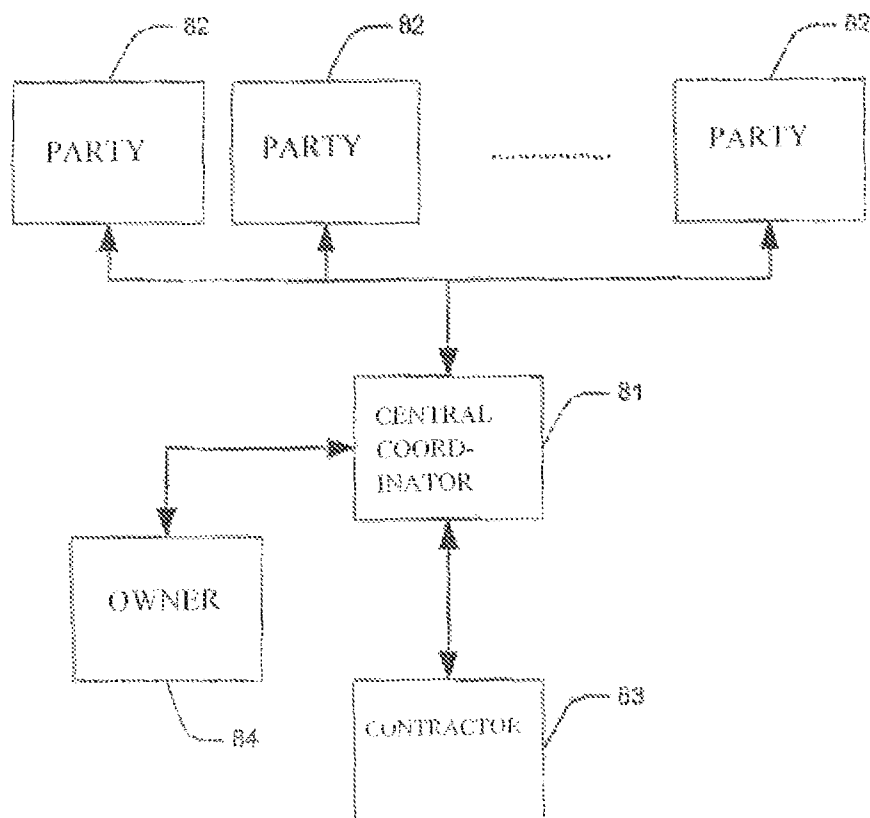 82
82
82
PARTY
PARTY
PARTY
81
CENTRAL
COORD-
INATOR
OWNER
84
CONTRACTOR
83